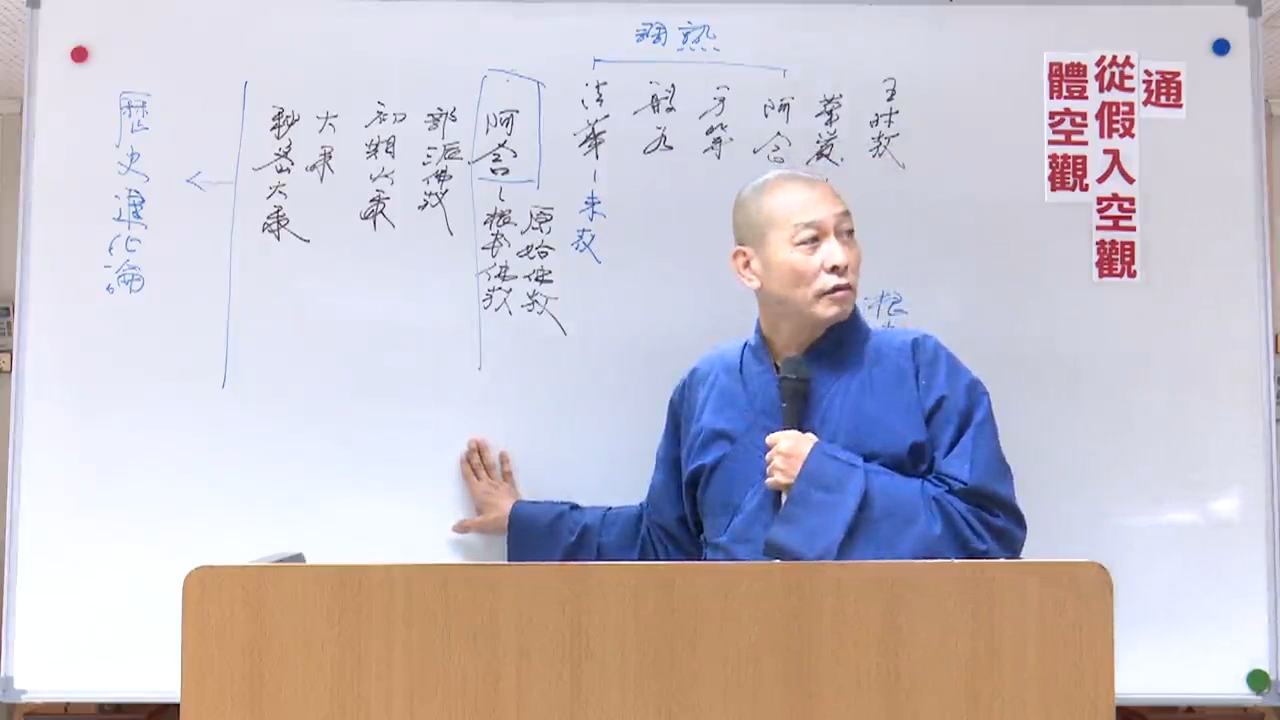 通
從假入空觀
體空觀
調熟
五時教
華嚴
阿含
方等
般若
法華－末教
根
原始佛教
阿含－根本佛教
部派佛教
初期大乘
大乘
秘密大乘
歷史進化論